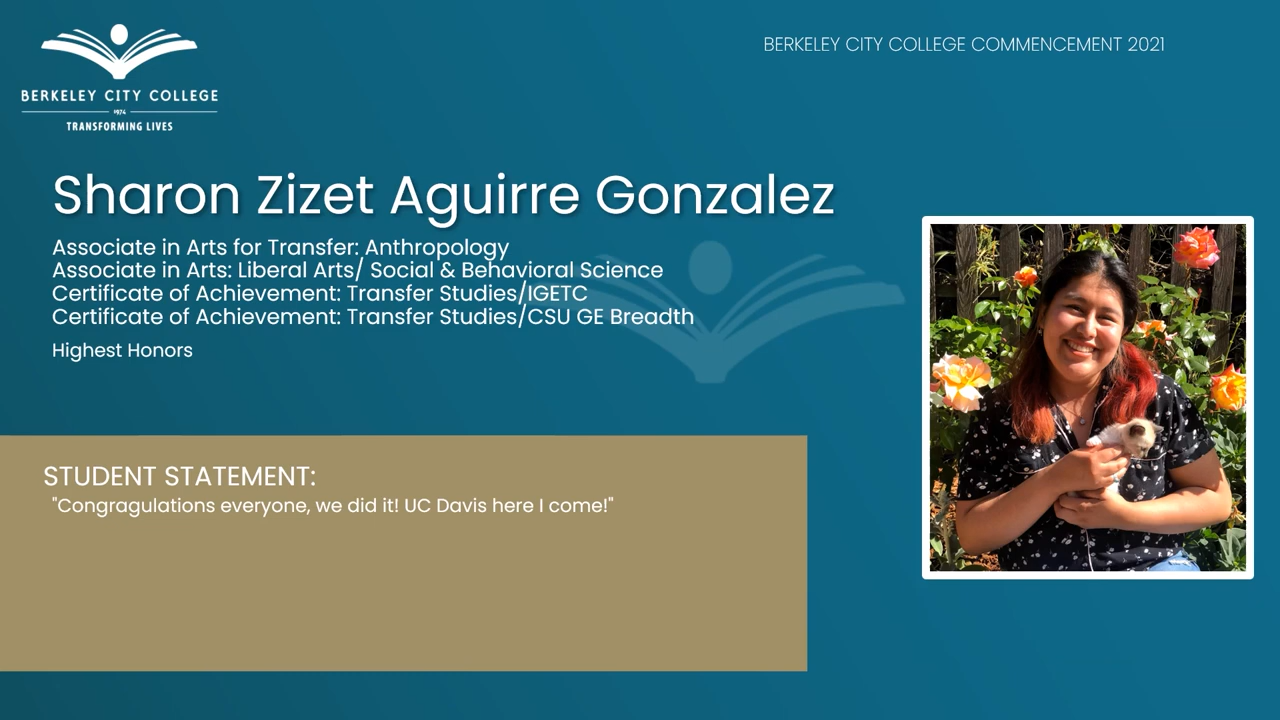 BERKELEY CITY COLLEGE COMMENCEMENT 2021
BERKELEY CITY COLLEGE
1974
TRANSFORMING LIVES
Sharon Zizet Aguirre Gonzalez
Associate in Arts for Transfer: Anthropology
Associate in Arts: Liberal Arts/ Social & Behavioral Science
Certificate of Achievement: Transfer Studies/IGETC
Certificate of Achievement: Transfer Studies/CSU GE Breadth
Highest Honors
STUDENT STATEMENT:
"Congragulations everyone, we did it! UC Davis here I come!"